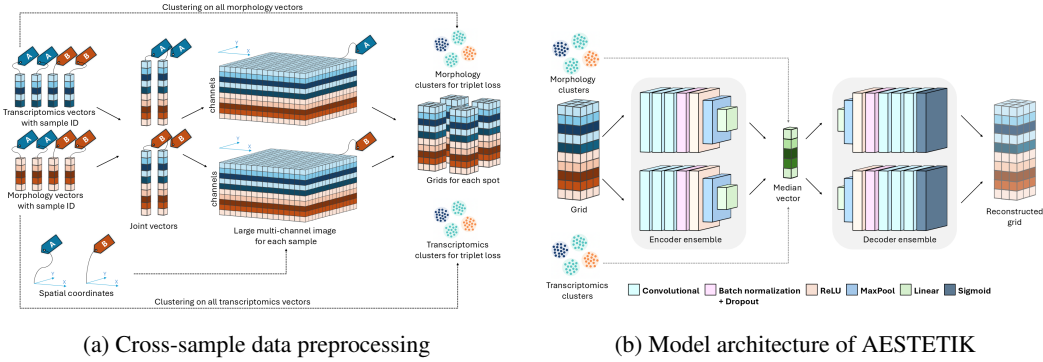 Clustering on all morphology vectors
A
A
B
B
A
A
Y
X
A
channels
Morphology
clusters for triplet loss
Transcriptomics vectors
with sample ID
A
A
B
B
B
B
Y
X
B
channels
Grids for each spot
Morphology vectors
with sample ID
Joint vectors
Large multi-channel image
for each sample
Transcriptomics
clusters for triplet loss
A
B
Y
X
Y
X
Spatial coordinates
Clustering on all transcriptomics vectors
(a) Cross-sample data preprocessing
Morphology
clusters
Grid
Encoder ensemble
Median
vector
Decoder ensemble
Reconstructed
grid
Transcriptomics
clusters
Convolutional
Batch normalization
+ Dropout
ReLU
MaxPool
Linear
Sigmoid
(b) Model architecture of AESTETIK